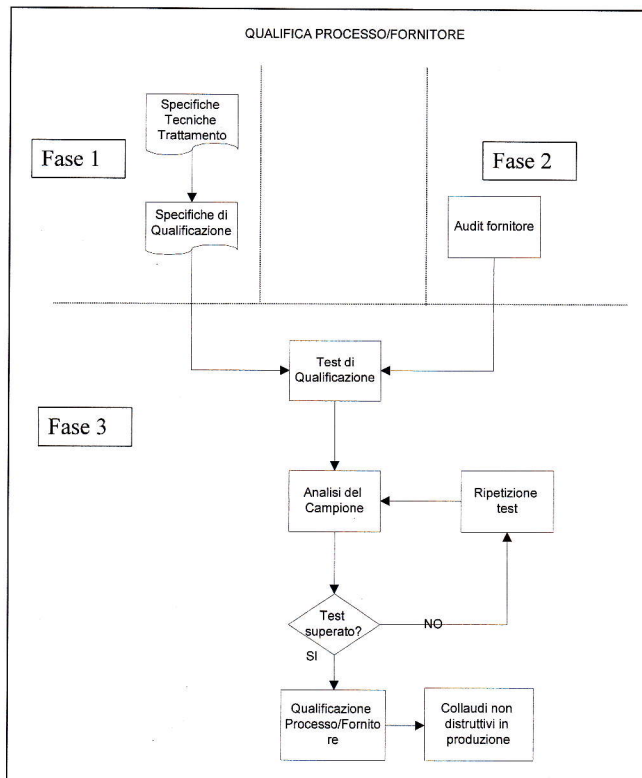 QUALIFICA PROCESSO/FORNITORE
Specifiche
Tecniche
Trattamento
Fase 1
Fase 2
Specifiche di
Qualificazione
Audit fornitore
Test di
Qualificazione
Fase 3
Analisi del
Campione
Ripetizione
test
Test
superato?
NO
SI
Qualificazione
Processo/Fornito
re
Collaudi non
distruttivi in
produzione